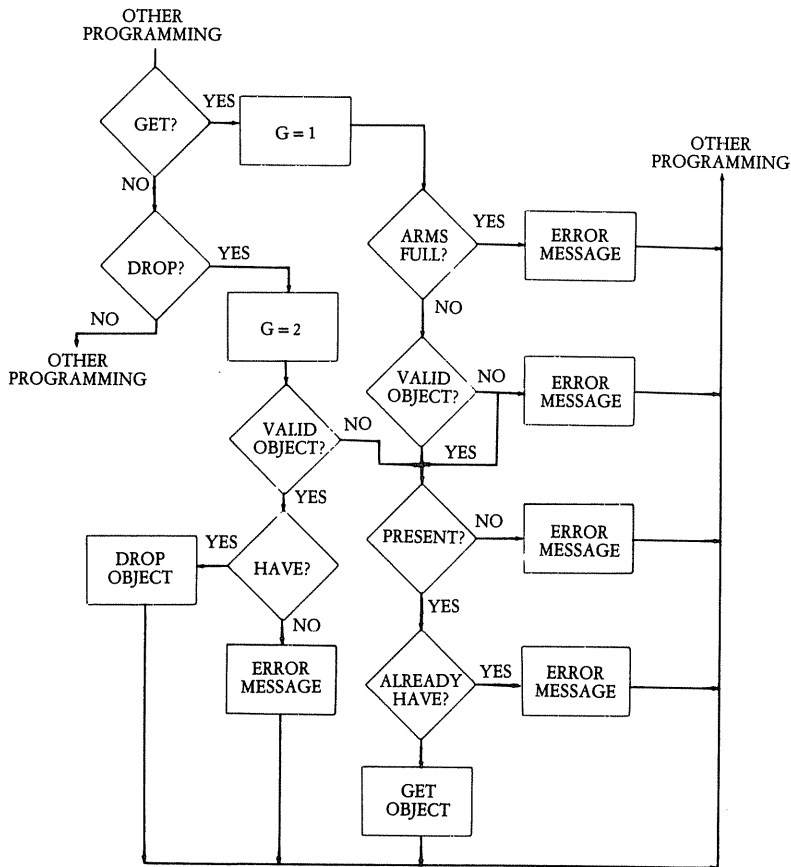 OTHER
PROGRAMMING
GET?
YES
G = 1
NO
OTHER
PROGRAMMING
DROP?
YES
NO
OTHER
PROGRAMMING
G = 2
ARMS
FULL?
YES
ERROR
MESSAGE
NO
VALID
OBJECT?
NO
ERROR
MESSAGE
YES
VALID
OBJECT?
NO
YES
PRESENT?
NO
ERROR
MESSAGE
YES
HAVE?
YES
DROP
OBJECT
NO
ERROR
MESSAGE
ALREADY
HAVE?
YES
ERROR
MESSAGE
GET
OBJECT